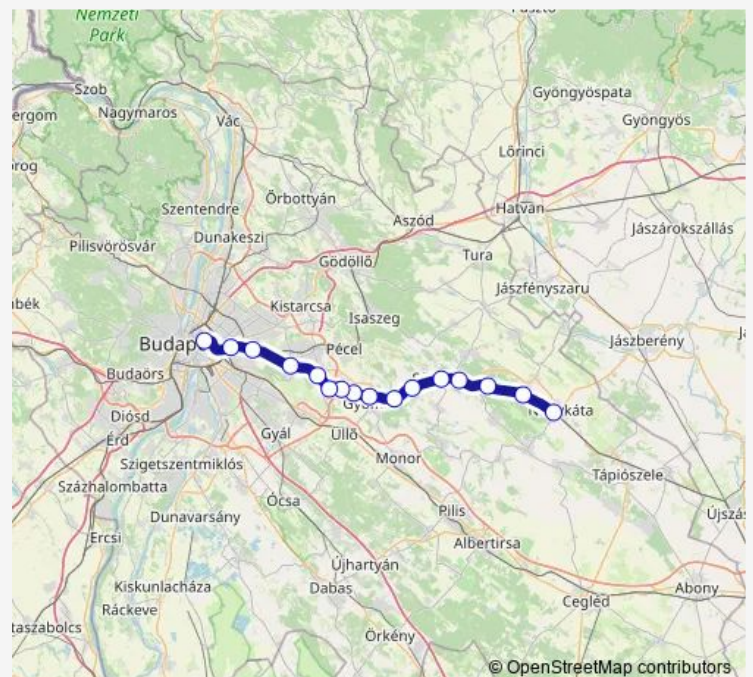 Nemzeti
Park
Szob
Nagymaros
Vác
Gyöngyöspata
Gyöngyös
Lőrinci
Őrbottyán
Szentendre
Aszód
Hatvan
Dunakeszi
Jászárokszállás
Pilisvörösvár
Tura
Gödöllő
Jászfényszaru
Kistarcsa
Isaszeg
Budap
Pécel
Jászberény
Budaörs
Diósd
Érd
Gyál
Üllő
káta
Monor
Szigetszentmiklós
Tápiószele
Százhalombatta
Ócsa
Dunavarsány
Pilis
Újszás
Ercsi
Albertirsa
Újhartyán
Kiskunlacháza
Dabas
Abony
Cegléd
Ráckeve
Örkény
© OpenStreetMap contributors